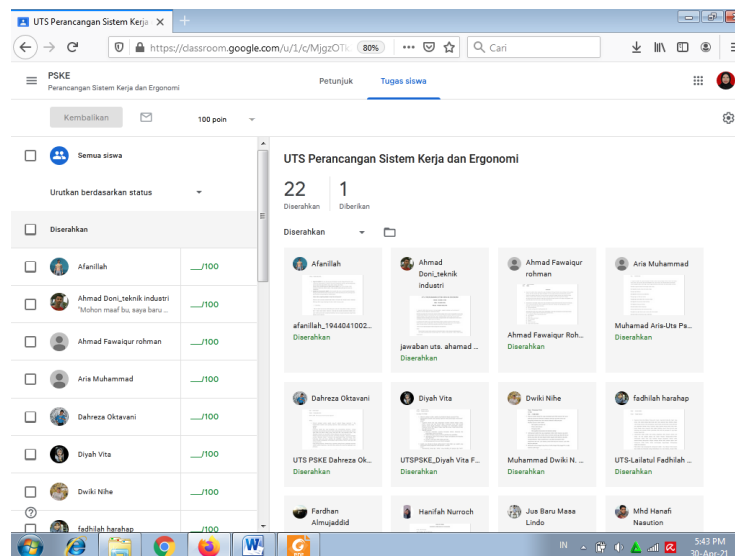 UTS Perancangan Sistem Kerja
https://classroom.google.com/u/1/c/MjgzOTk
80%
Cari
PSKE
Perancangan Sistem Kerja dan Ergonomi
Petunjuk
Tugas siswa
Kembalikan
100 poin
Semua siswa
Urutkan berdasarkan status
Diserahkan
Afanillah
__/100
Ahmad Doni_teknik industri
"Mohon maaf bu, saya baru ...
__/100
Ahmad Fawaiqur rohman
__/100
Aris Muhammad
__/100
Dahreza Oktavani
__/100
Diyah Vita
__/100
Dwiki Nihe
__/100
fadhilah harahap
__/100
UTS Perancangan Sistem Kerja dan Ergonomi
22
Diserahkan
1
Diberikan
Diserahkan
Afanillah
afanillah_1944041002...
Diserahkan
Ahmad
Doni_teknik
industri
jawaban uts. ahamad ...
Diserahkan
Ahmad Fawaiqur
rohman
Ahmad Fawaiqur Roh...
Diserahkan
Aris Muhammad
Muhamad Aris-Uts Ps...
Diserahkan
Dahreza Oktavani
UTS PSKE Dahreza Ok...
Diserahkan
Diyah Vita
UTSPSKE_Diyah Vita F...
Diserahkan
Dwiki Nihe
Muhammad Dwiki N. ...
Diserahkan
fadhilah harahap
UTS-Lailatul Fadhilah ...
Diserahkan
Fardhan
Almujaddid
Hanifah Nurroch
Jus Baru Masa
Lindo
Mhd Hanafi
Nasution
IN
5:43 PM
30-Apr-21